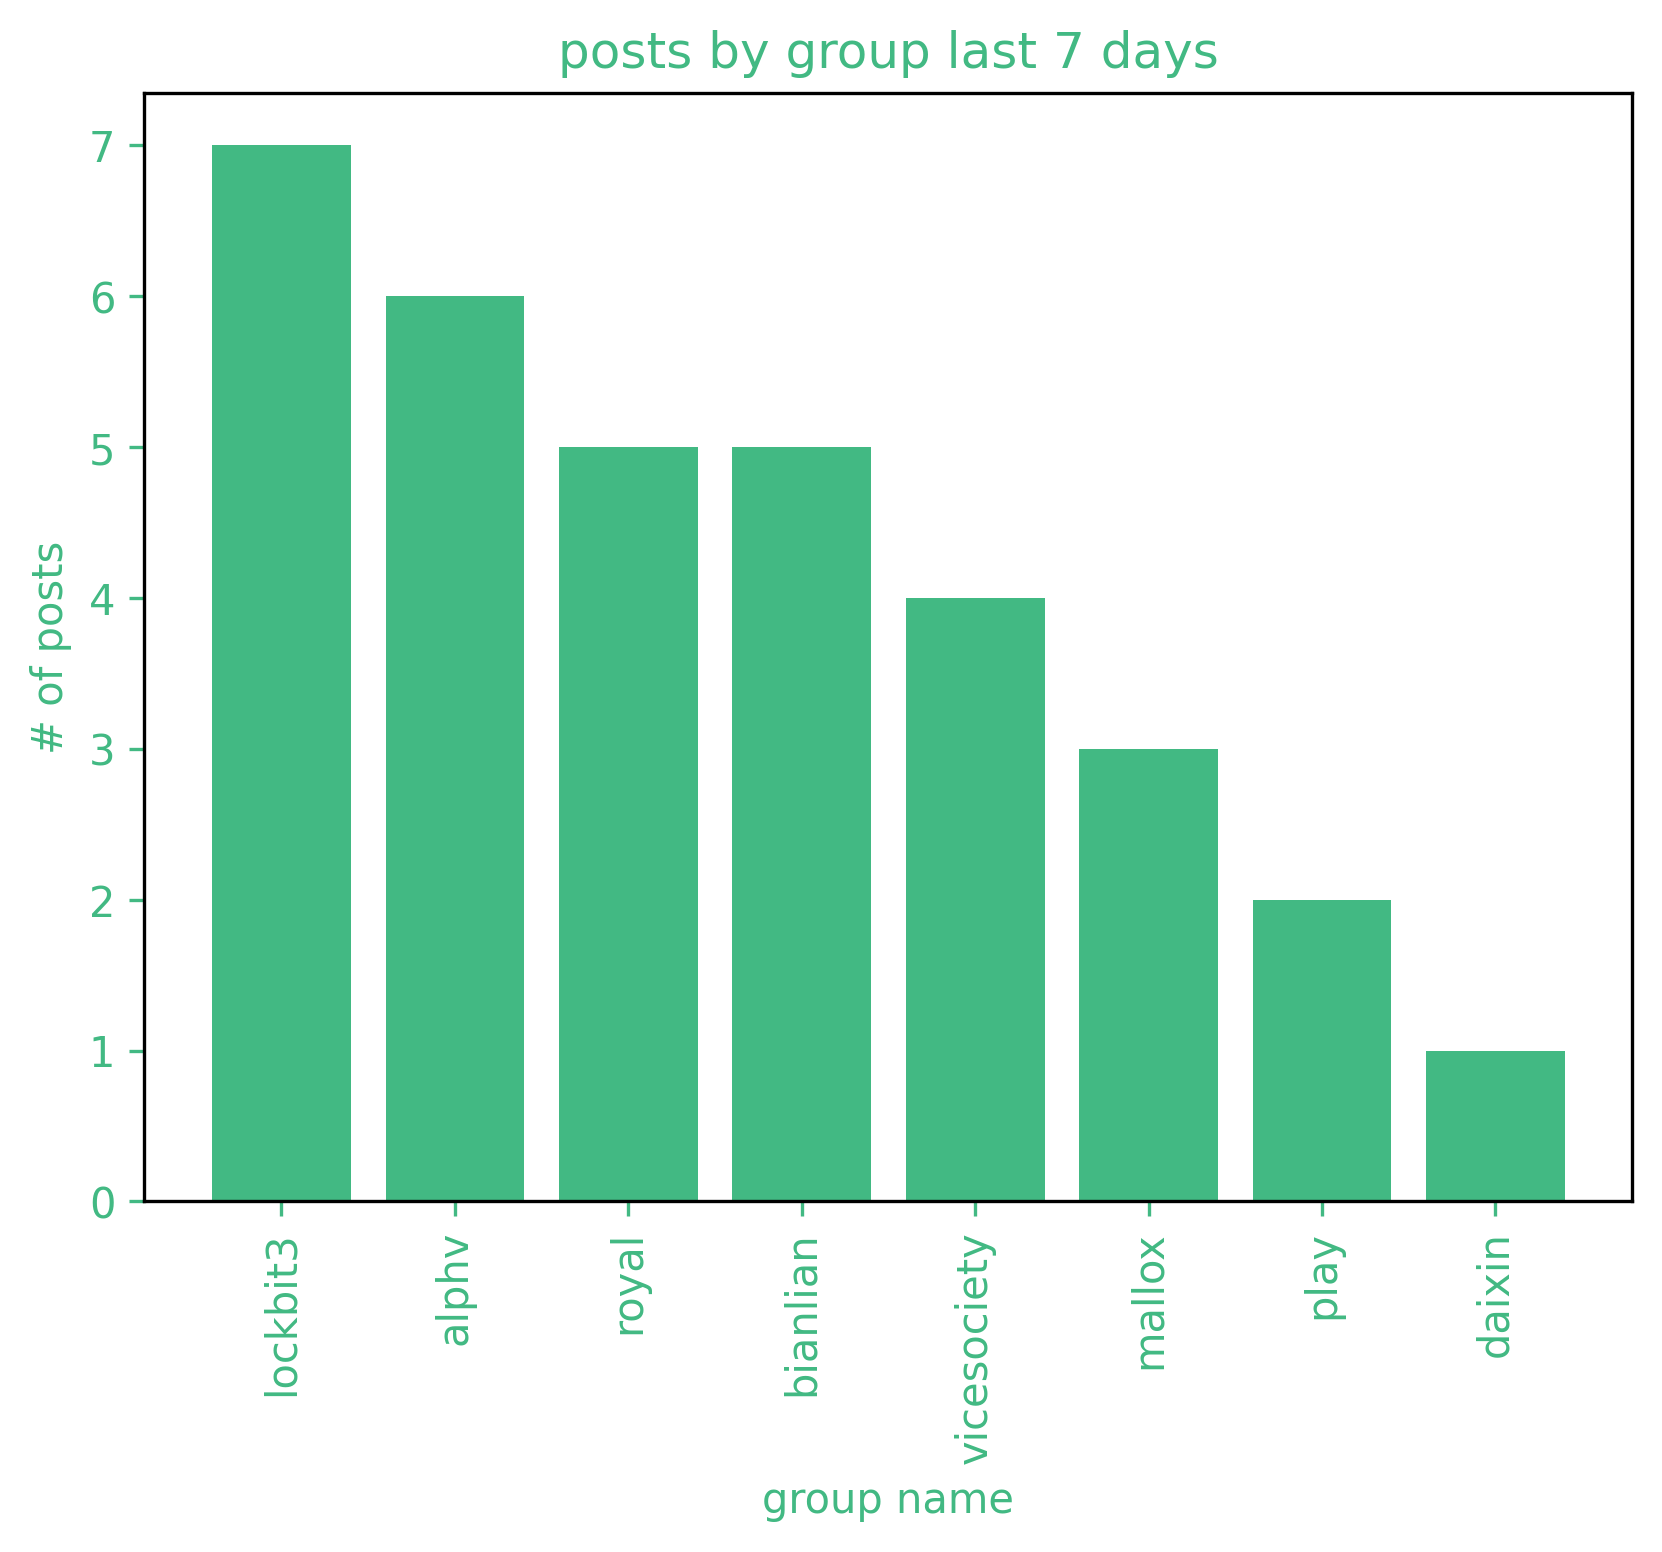 posts by group last 7 days
# of posts
7
6
5
4
3
2
1
0
lockbit3
alphv
royal
bianlian
vicesociety
mallox
play
daixin
group name